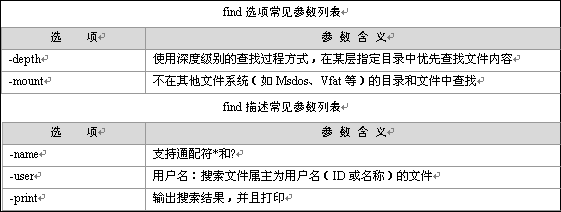 find 选项常见参数列表
选 项 参 数 含 义
-depth 使用深度级别的查找过程方式，在某层指定目录中优先查找文件内容
-mount 不在其他文件系统（如 Msdos、Vfat 等）的目录和文件中查找
find 描述常见参数列表
选 项 参 数 含 义
-name 支持通配符*和?
-user 用户名：搜索文件属主为用户名（ID 或名称）的文件
-print 输出搜索结果，并且打印